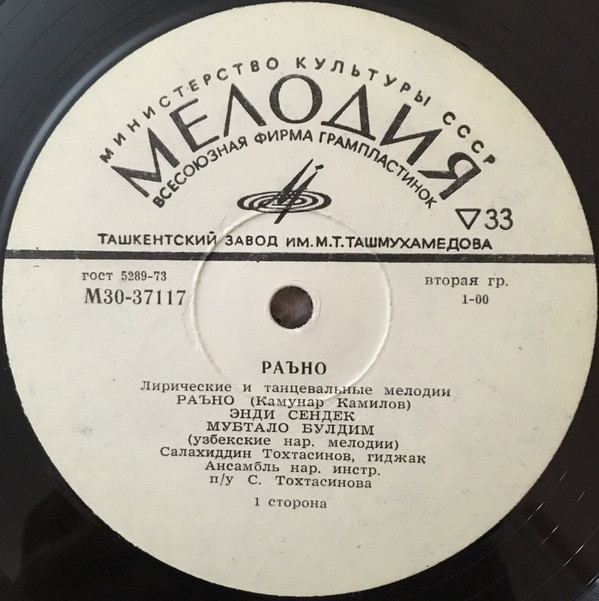 МИНИСТЕРСТВО КУЛЬТУРЫ СССР
МЕЛОДИЯ
ВСЕСОЮЗНАЯ ФИРМА ГРАМПЛАСТИНОК
▽33
ТАШКЕНТСКИЙ ЗАВОД ИМ.М.Т.ТАШМУХАМЕДОВА
гост 5289-73
М30-37117
вторая гр.
1-00
РАЪНО
Лирические и танцевальные мелодии
РАЪНО (Камунар Камилов)
ЭНДИ СЕНДЕК
МУБТАЛО БУЛДИМ
(узбекские нар. мелодии)
Салахиддин Тохтасинов, гиджак
Ансамбль нар. инстр.
п/у С. Тохтасинова
1 сторона